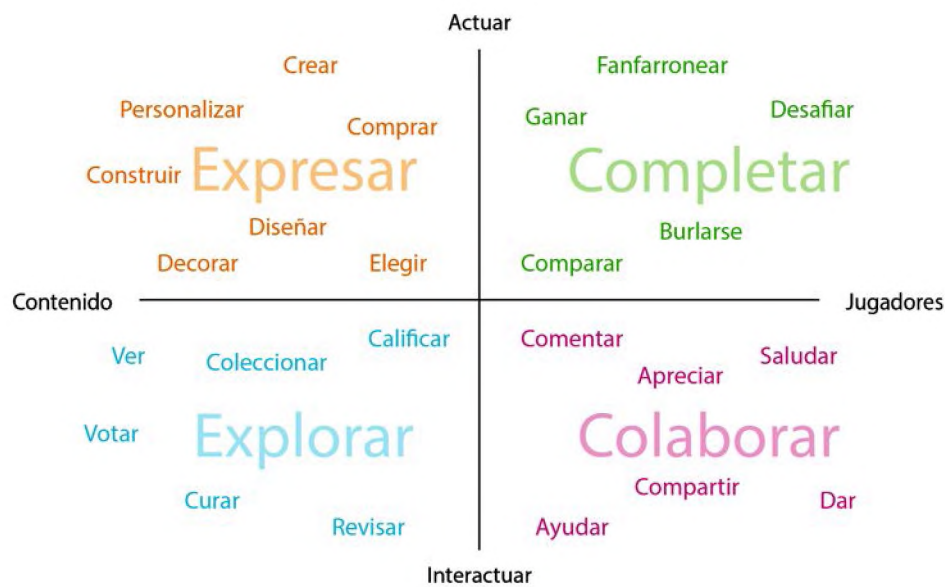 Actuar
Crear
Fanfarronear
Personalizar
Desafiar
Comprar
Ganar
Construir
Expresar
Completar
Diseñar
Burlarse
Decorar
Elegir
Comparar
Contenido
Jugadores
Calificar
Comentar
Ver
Coleccionar
Saludar
Apreciar
Votar
Explorar
Colaborar
Compartir
Curar
Dar
Revisar
Ayudar
Interactuar